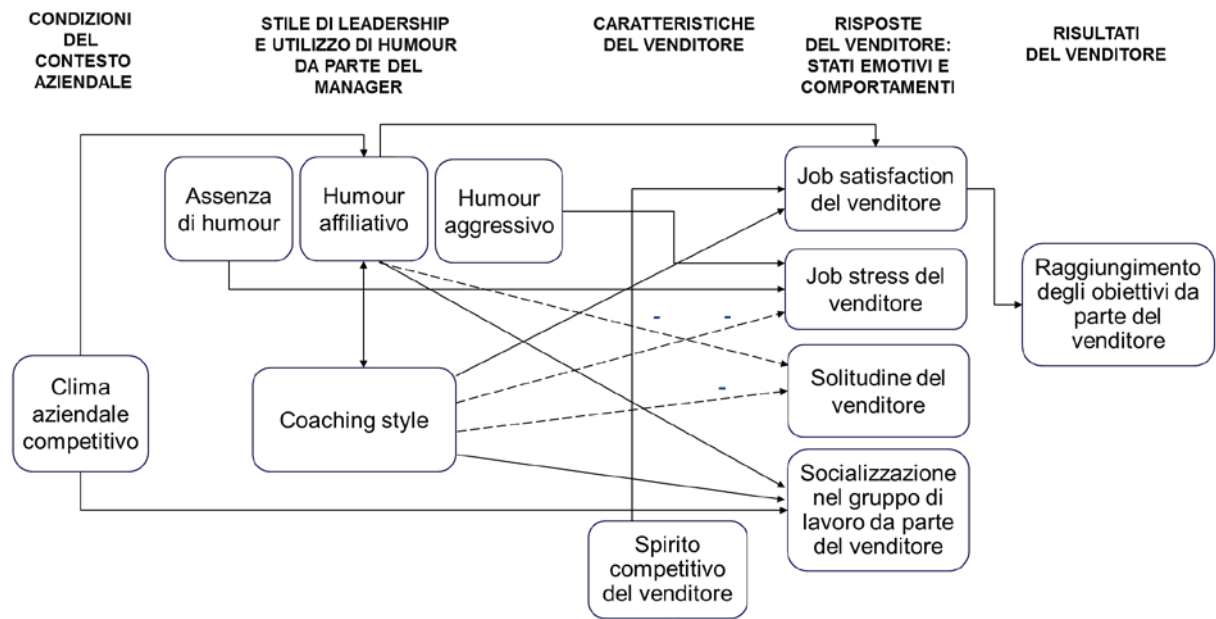 CONDIZIONI
DEL
CONTESTO
AZIENDALE
STILE DI LEADERSHIP
E UTILIZZO DI HUMOUR
DA PARTE DEL
MANAGER
CARATTERISTICHE
DEL VENDITORE
RISPOSTE
DEL VENDITORE:
STATI EMOTIVI E
COMPORTAMENTI
RISULTATI
DEL VENDITORE
Assenza
di humour
Humour
affiliativo
Humour
aggressivo
Job satisfaction
del venditore
Job stress del
venditore
Raggiungimento
degli obiettivi da
parte del
venditore
- -
Clima
aziendale
competitivo
Coaching style
-
Solitudine del
venditore
Socializzazione
nel gruppo di
lavoro da parte
del venditore
Spirito
competitivo
del venditore